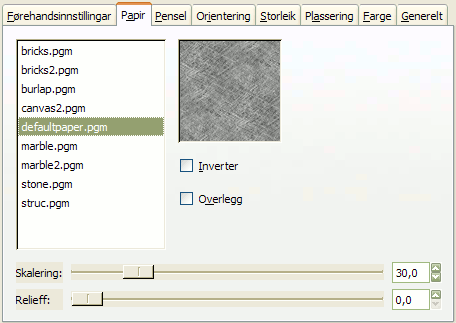 Førehandsinnstillingar Papir Pensel Orientering Storleik Plassering Farge Generelt
bricks.pgm
bricks2.pgm
burlap.pgm
canvas2.pgm
defaultpaper.pgm
marble.pgm
marble2.pgm
stone.pgm
struc.pgm
Inverter
Overlegg
Skalering: 30,0
Relieff: 0,0